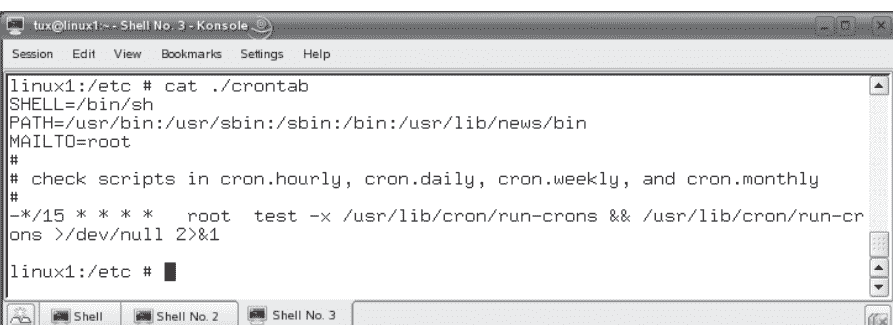 tux@linux1:~ - Shell No. 3 - Konsole
Session Edit View Bookmarks Settings Help
linux1:/etc # cat ./crontab
SHELL=/bin/sh
PATH=/usr/bin:/usr/sbin:/sbin:/bin:/usr/lib/news/bin
MAILTO=root
#
# check scripts in cron.hourly, cron.daily, cron.weekly, and cron.monthly
#
-*/15 * * * *   root  test -x /usr/lib/cron/run-crons && /usr/lib/cron/run-cr
ons >/dev/null 2>&1
linux1:/etc #
Shell Shell No. 2 Shell No. 3